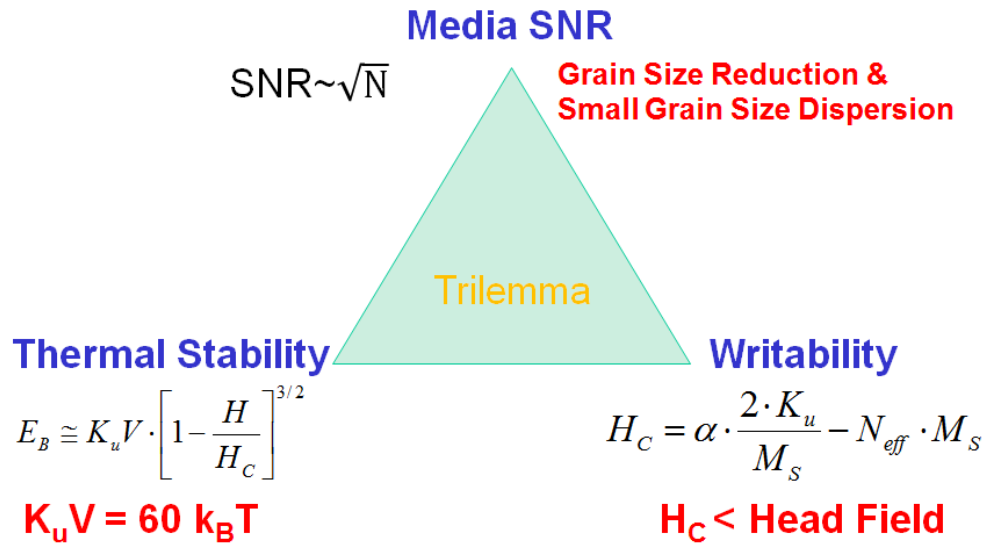 Media SNR
SNR~√N
Grain Size Reduction &
Small Grain Size Dispersion
Trilemma
Thermal Stability
Writability
E_B ≅ K_uV · [1 − H/H_C]^{3/2}
H_C = α · 2·K_u/M_S − N_eff · M_S
K_uV = 60 k_BT
H_C < Head Field